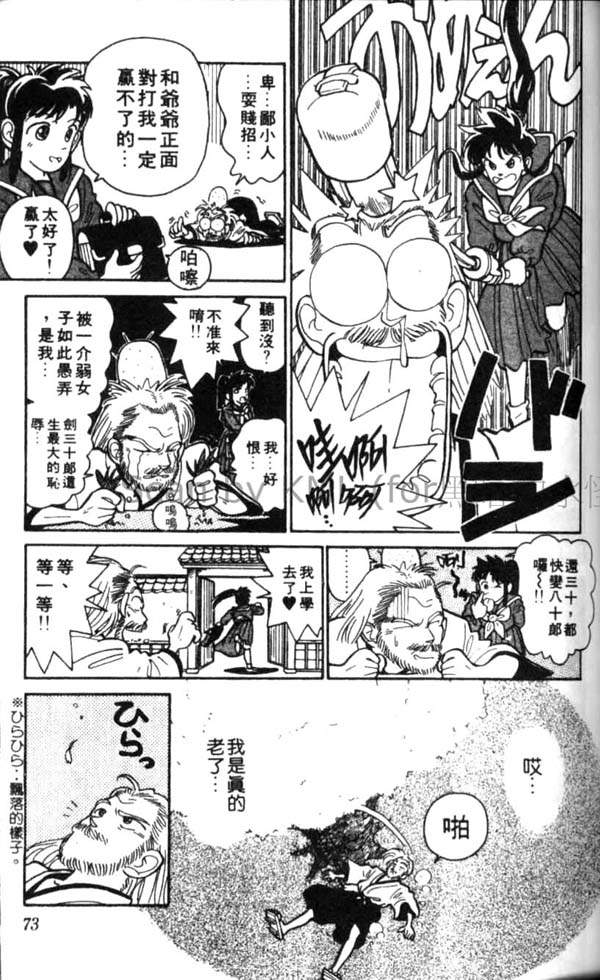 おめぇん
バシ
哇啊
啊
卑…鄙小人
…耍賤招…
和爺爺正面
對打我一定
贏不了的…
太好了！
贏了♥
啪嚓
聽到沒？
不准來
唷!!
我…好
恨…
被一介弱女
子如此愚弄
，是我…
劍三十郎這
生最大的恥
辱…
嗚
嗚
還三十，都
快變八十郎
囉～!!
我上學
去了♥
等、
等一等!!
哎…
啪
我是真的
老了…
ひらっ
※ひらひら：飄落的樣子。
73